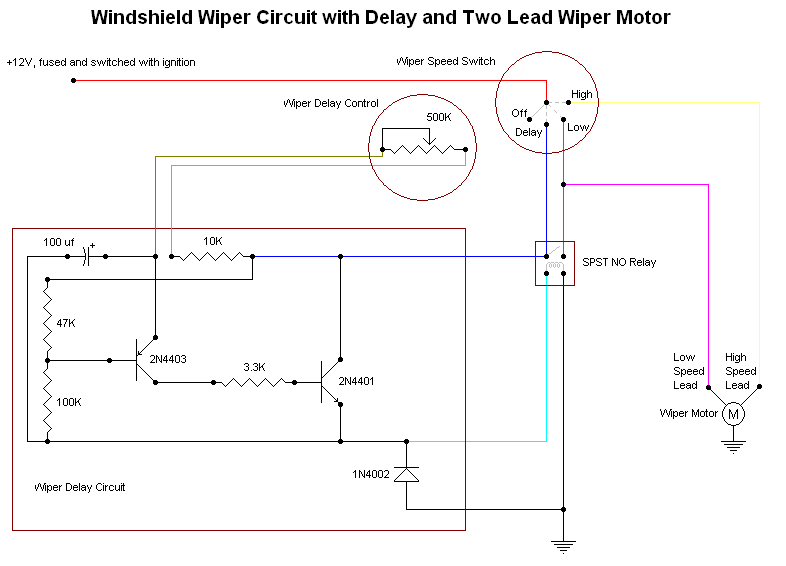 Windshield Wiper Circuit with Delay and Two Lead Wiper Motor
+12V, fused and switched with ignition
Wiper Speed Switch
Wiper Delay Control
500K
High
Off
Delay
Low
100 uf
+
10K
SPST NO Relay
47K
2N4403
3.3K
2N4401
100K
Low
Speed
Lead
High
Speed
Lead
Wiper Motor
M
1N4002
Wiper Delay Circuit